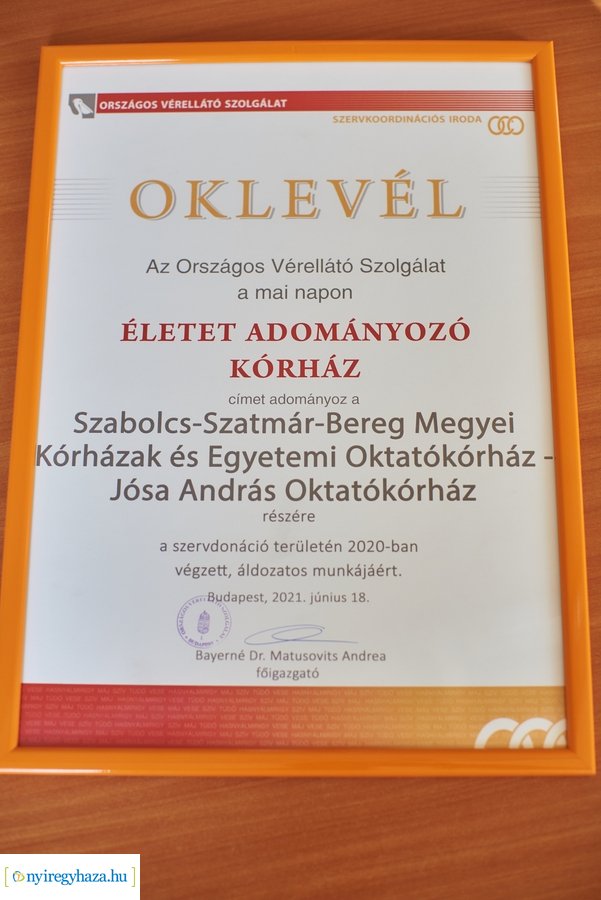 ORSZÁGOS VÉRELLÁTÓ SZOLGÁLAT
SZERVKOORDINÁCIÓS IRODA
OKLEVÉL
Az Országos Vérellátó Szolgálat
a mai napon
ÉLETET ADOMÁNYOZÓ
KÓRHÁZ
címet adományoz a
Szabolcs-Szatmár-Bereg Megyei
Kórházak és Egyetemi Oktatókórház -
Jósa András Oktatókórház
részére
a szervdonáció területén 2020-ban
végzett, áldozatos munkájáért.
Budapest, 2021. június 18.
Bayerné Dr. Matusovits Andrea
főigazgató
nyiregyhaza.hu